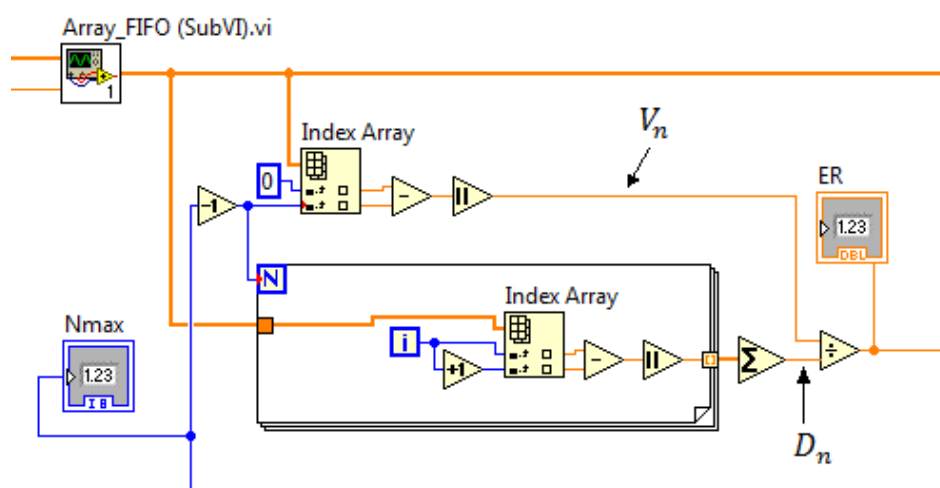 Array_FIFO (SubVI).vi
1
Index Array
V_n
0
ER
-1
1.23
DBL
N
Index Array
Nmax
i
1.23
+1
Σ
÷
I8
D_n